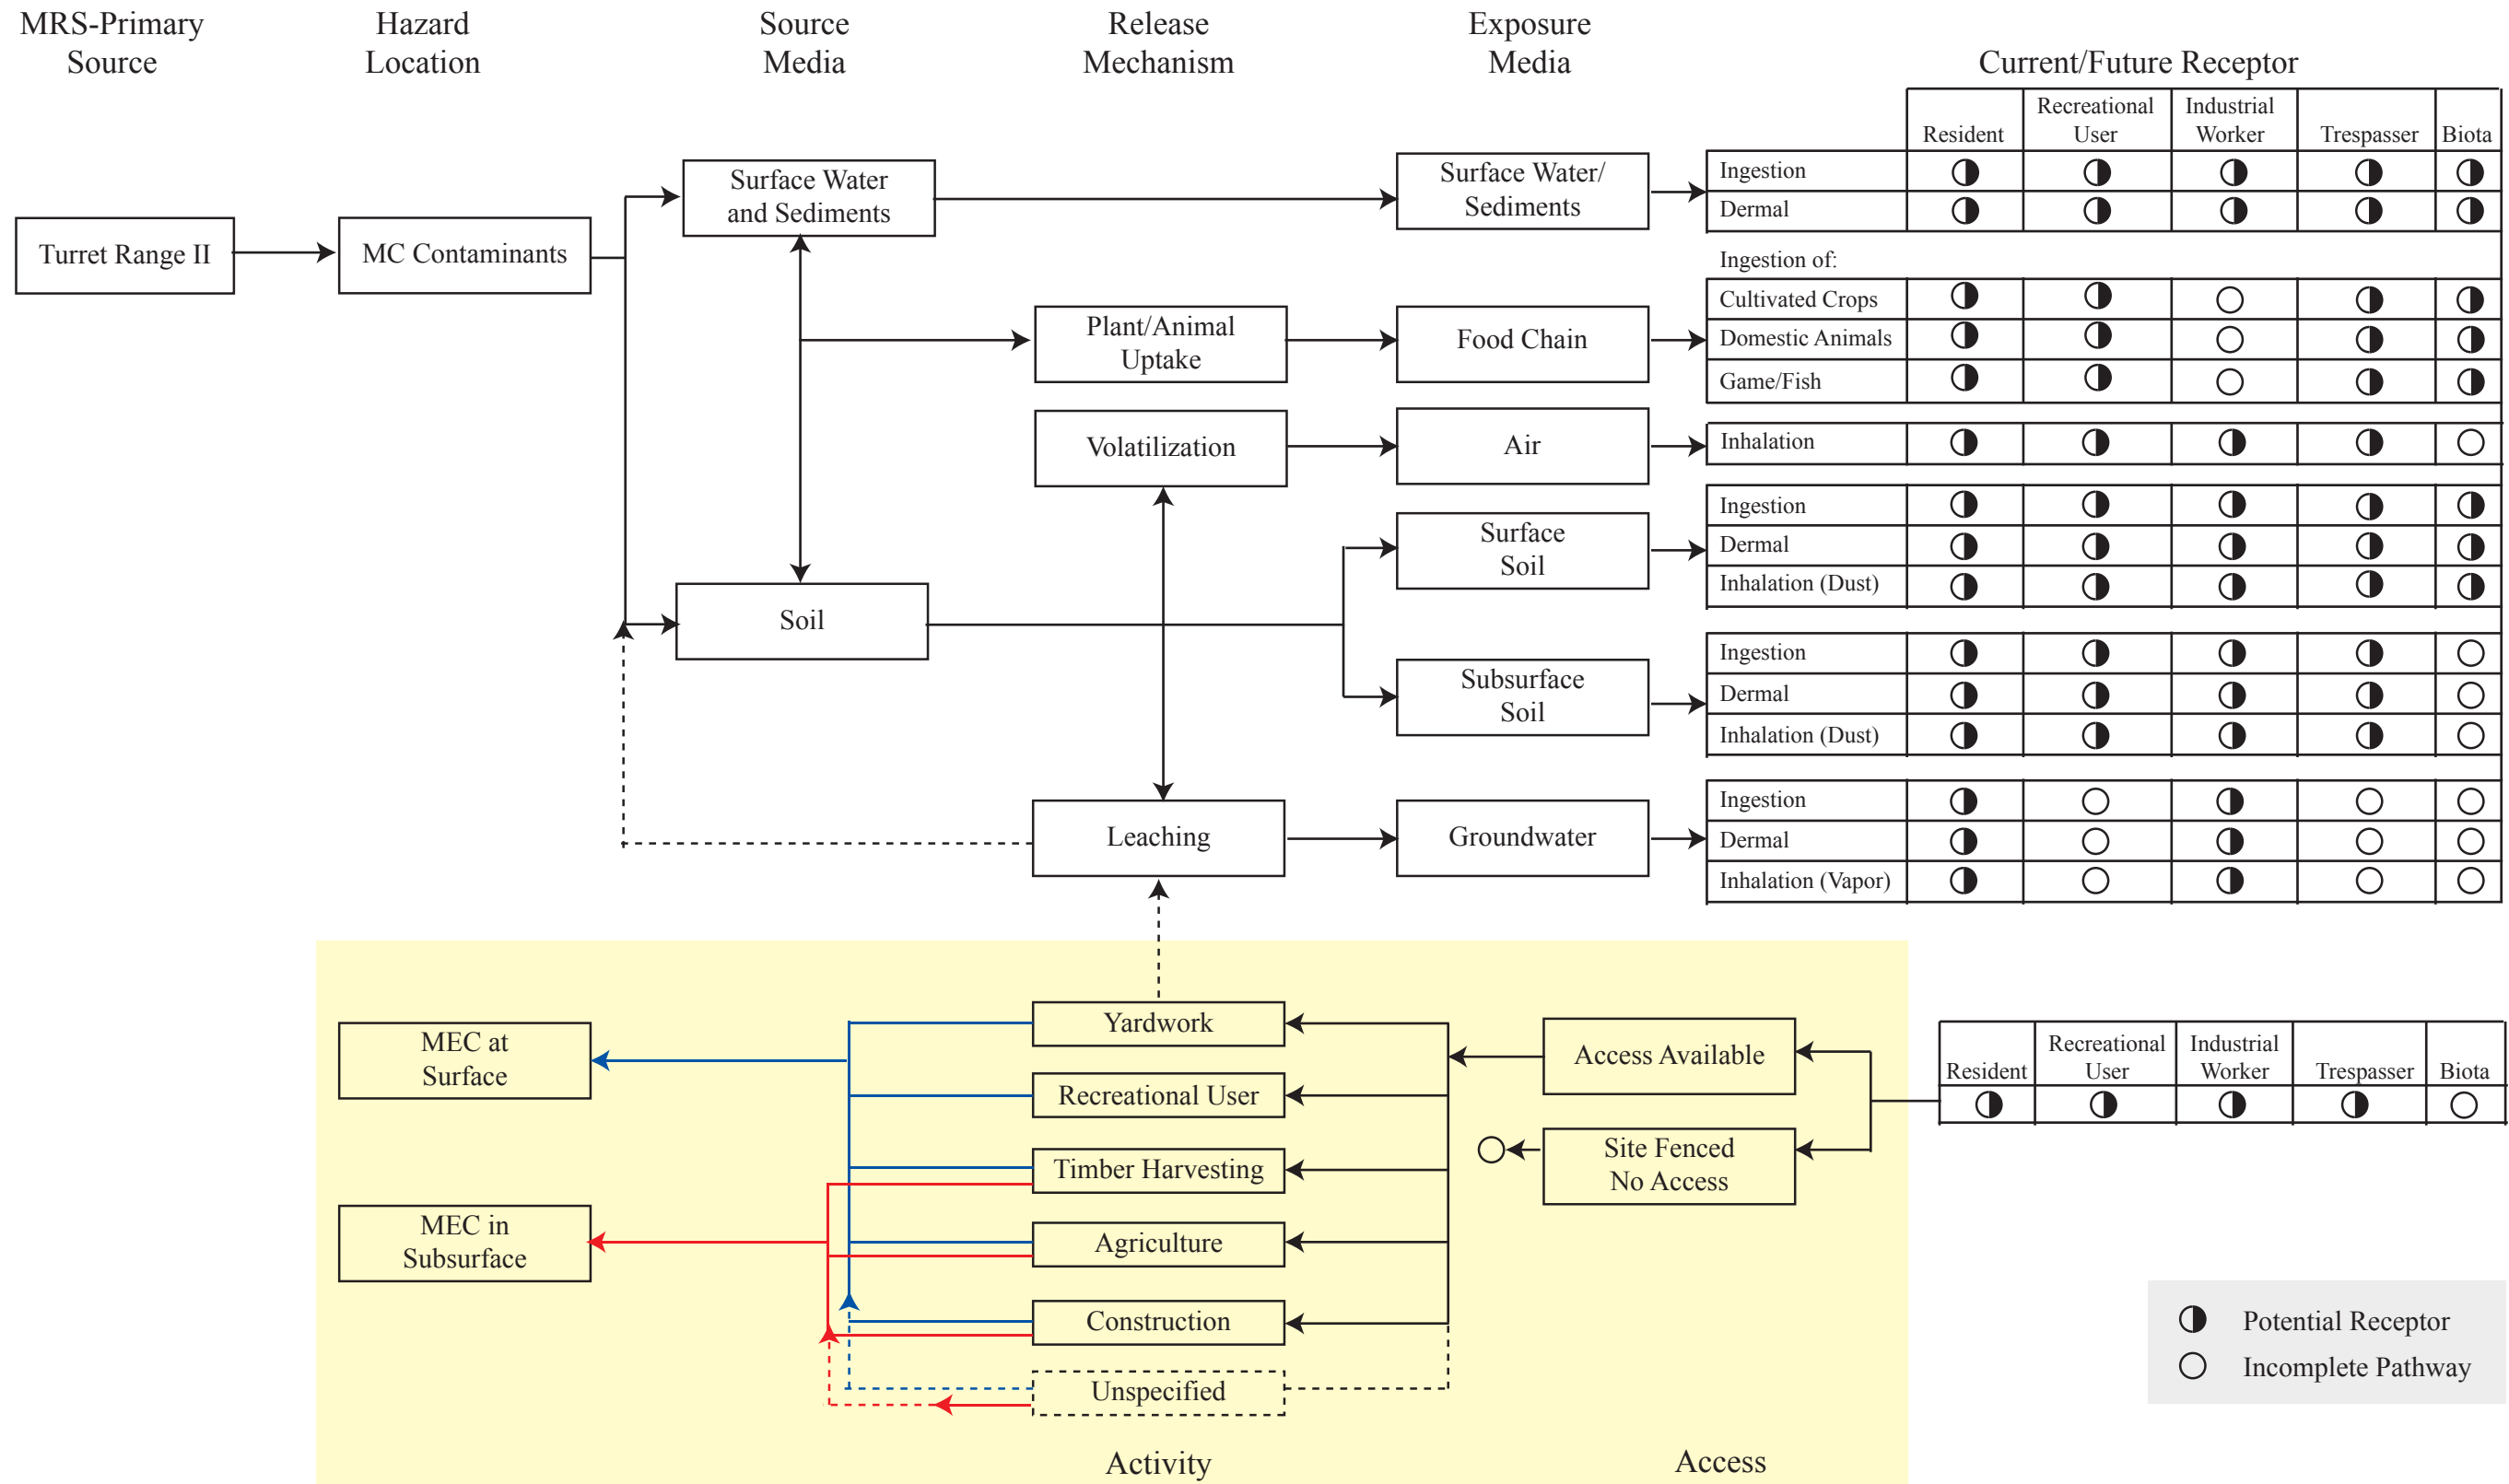 MRS-Primary
Source
Hazard
Location
Source
Media
Release
Mechanism
Exposure
Media
Current/Future Receptor
Resident
Recreational
User
Industrial
Worker
Trespasser
Biota
Turret Range II
MC Contaminants
Surface Water
and Sediments
Surface Water/
Sediments
Ingestion
Dermal
Ingestion of:
Plant/Animal
Uptake
Food Chain
Cultivated Crops
Domestic Animals
Game/Fish
Volatilization
Air
Inhalation
Soil
Surface
Soil
Ingestion
Dermal
Inhalation (Dust)
Subsurface
Soil
Ingestion
Dermal
Inhalation (Dust)
Leaching
Groundwater
Ingestion
Dermal
Inhalation (Vapor)
MEC at
Surface
MEC in
Subsurface
Yardwork
Recreational User
Timber Harvesting
Agriculture
Construction
Unspecified
Access Available
Site Fenced
No Access
Resident
Recreational
User
Industrial
Worker
Trespasser
Biota
Potential Receptor
Incomplete Pathway
Activity
Access